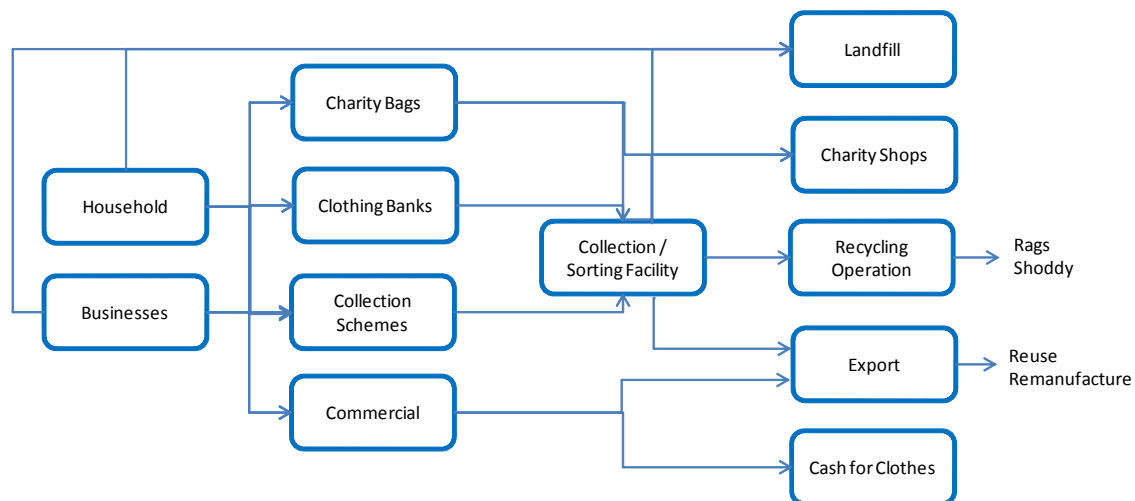 Landfill
Charity Bags
Charity Shops
Household
Clothing Banks
Collection /
Sorting Facility
Recycling
Operation
Rags
Shoddy
Businesses
Collection
Schemes
Export
Reuse
Remanufacture
Commercial
Cash for Clothes